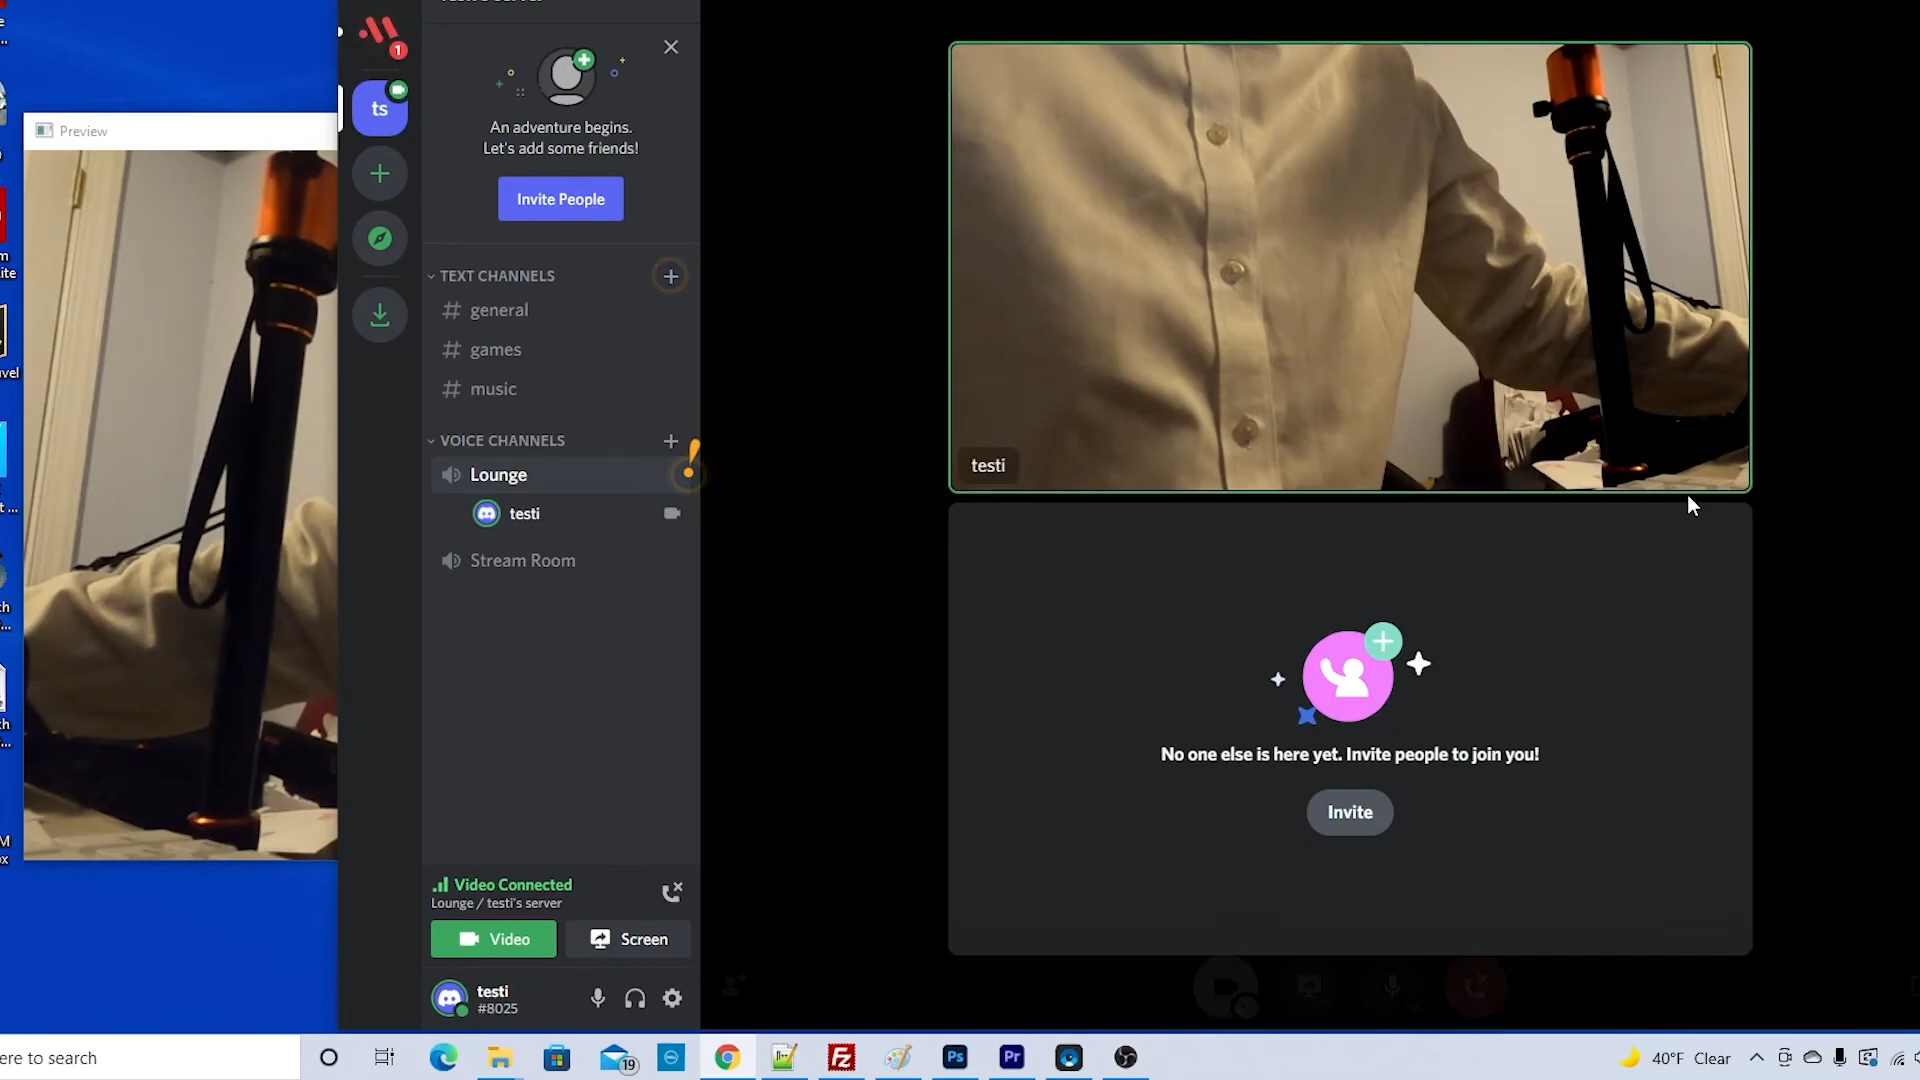 Preview
1
ts
An adventure begins.
Let's add some friends!
Invite People
TEXT CHANNELS
general
games
music
VOICE CHANNELS
Lounge
testi
Stream Room
Video Connected
Lounge / testi's server
Video
Screen
testi
#8025
testi
No one else is here yet. Invite people to join you!
Invite
ere to search
19
Ps
Pr
40°F Clear